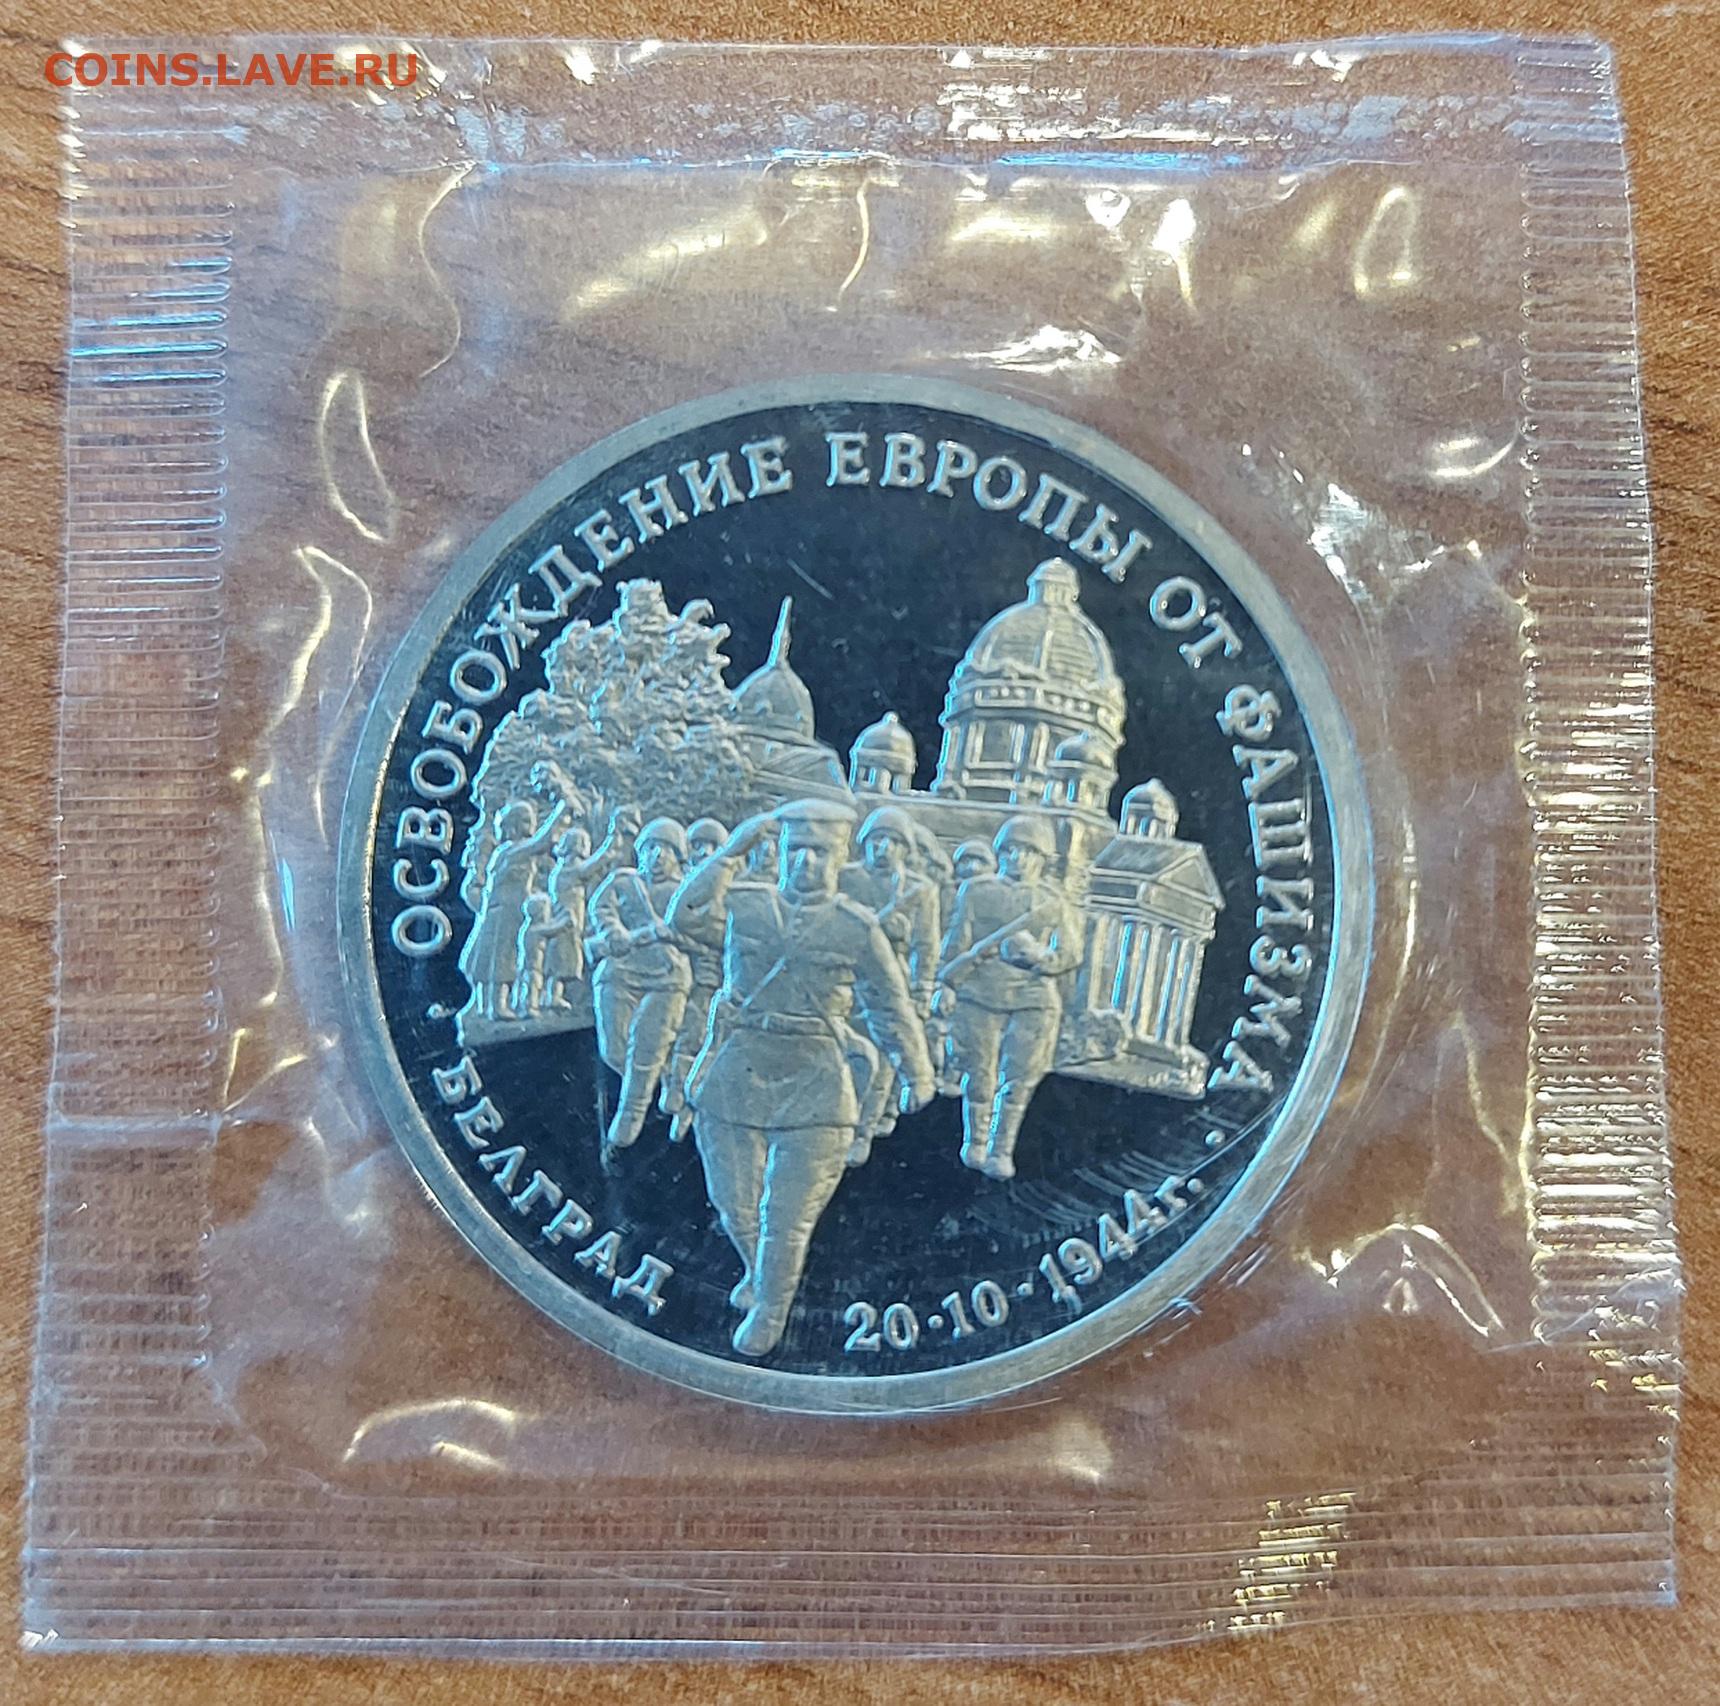 COINS.LAVE.RU
ОСВОБОЖДЕНИЕ ЕВРОПЫ ОТ ФАШИЗМА
· БЕЛГРАД 20·10·1944г. ·